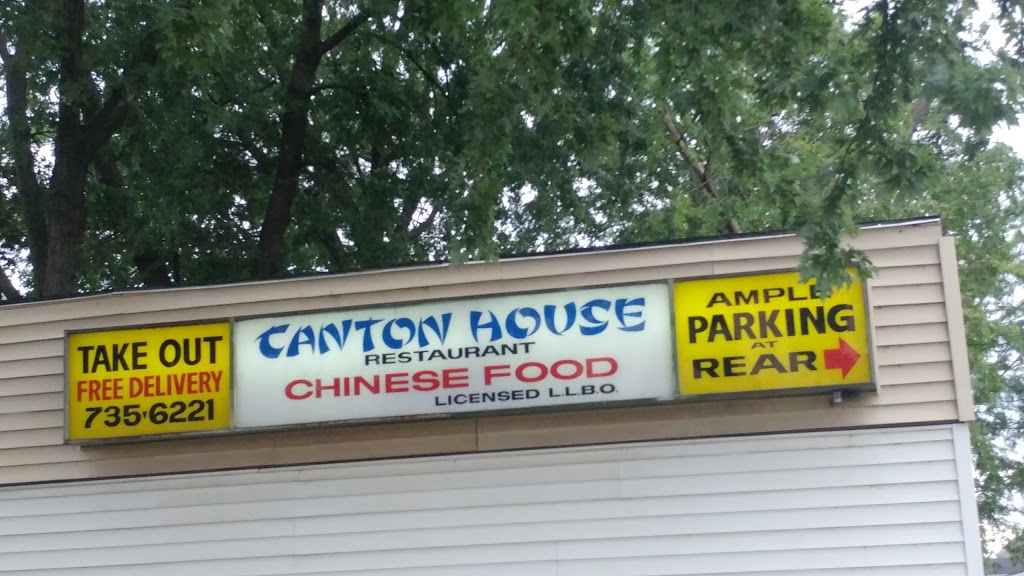 TAKE OUT
FREE DELIVERY
735-6221
CANTON HOUSE
RESTAURANT
CHINESE FOOD
LICENSED L.L.B.O.
AMPLE
PARKING
AT
REAR